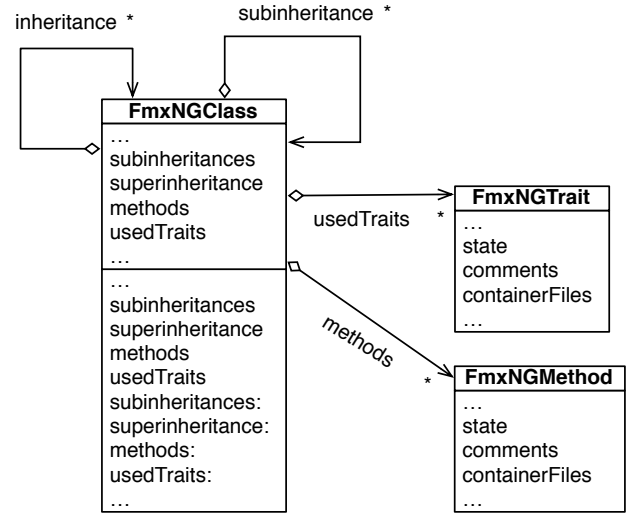 inheritance *
subinheritance *
FmxNGClass
…
subinheritances
superinheritance
methods
usedTraits
…
…
subinheritances
superinheritance
methods
usedTraits
subinheritances:
superinheritance:
methods:
usedTraits:
…
usedTraits *
methods
*
FmxNGTrait
…
state
comments
containerFiles
…
FmxNGMethod
…
state
comments
containerFiles
…